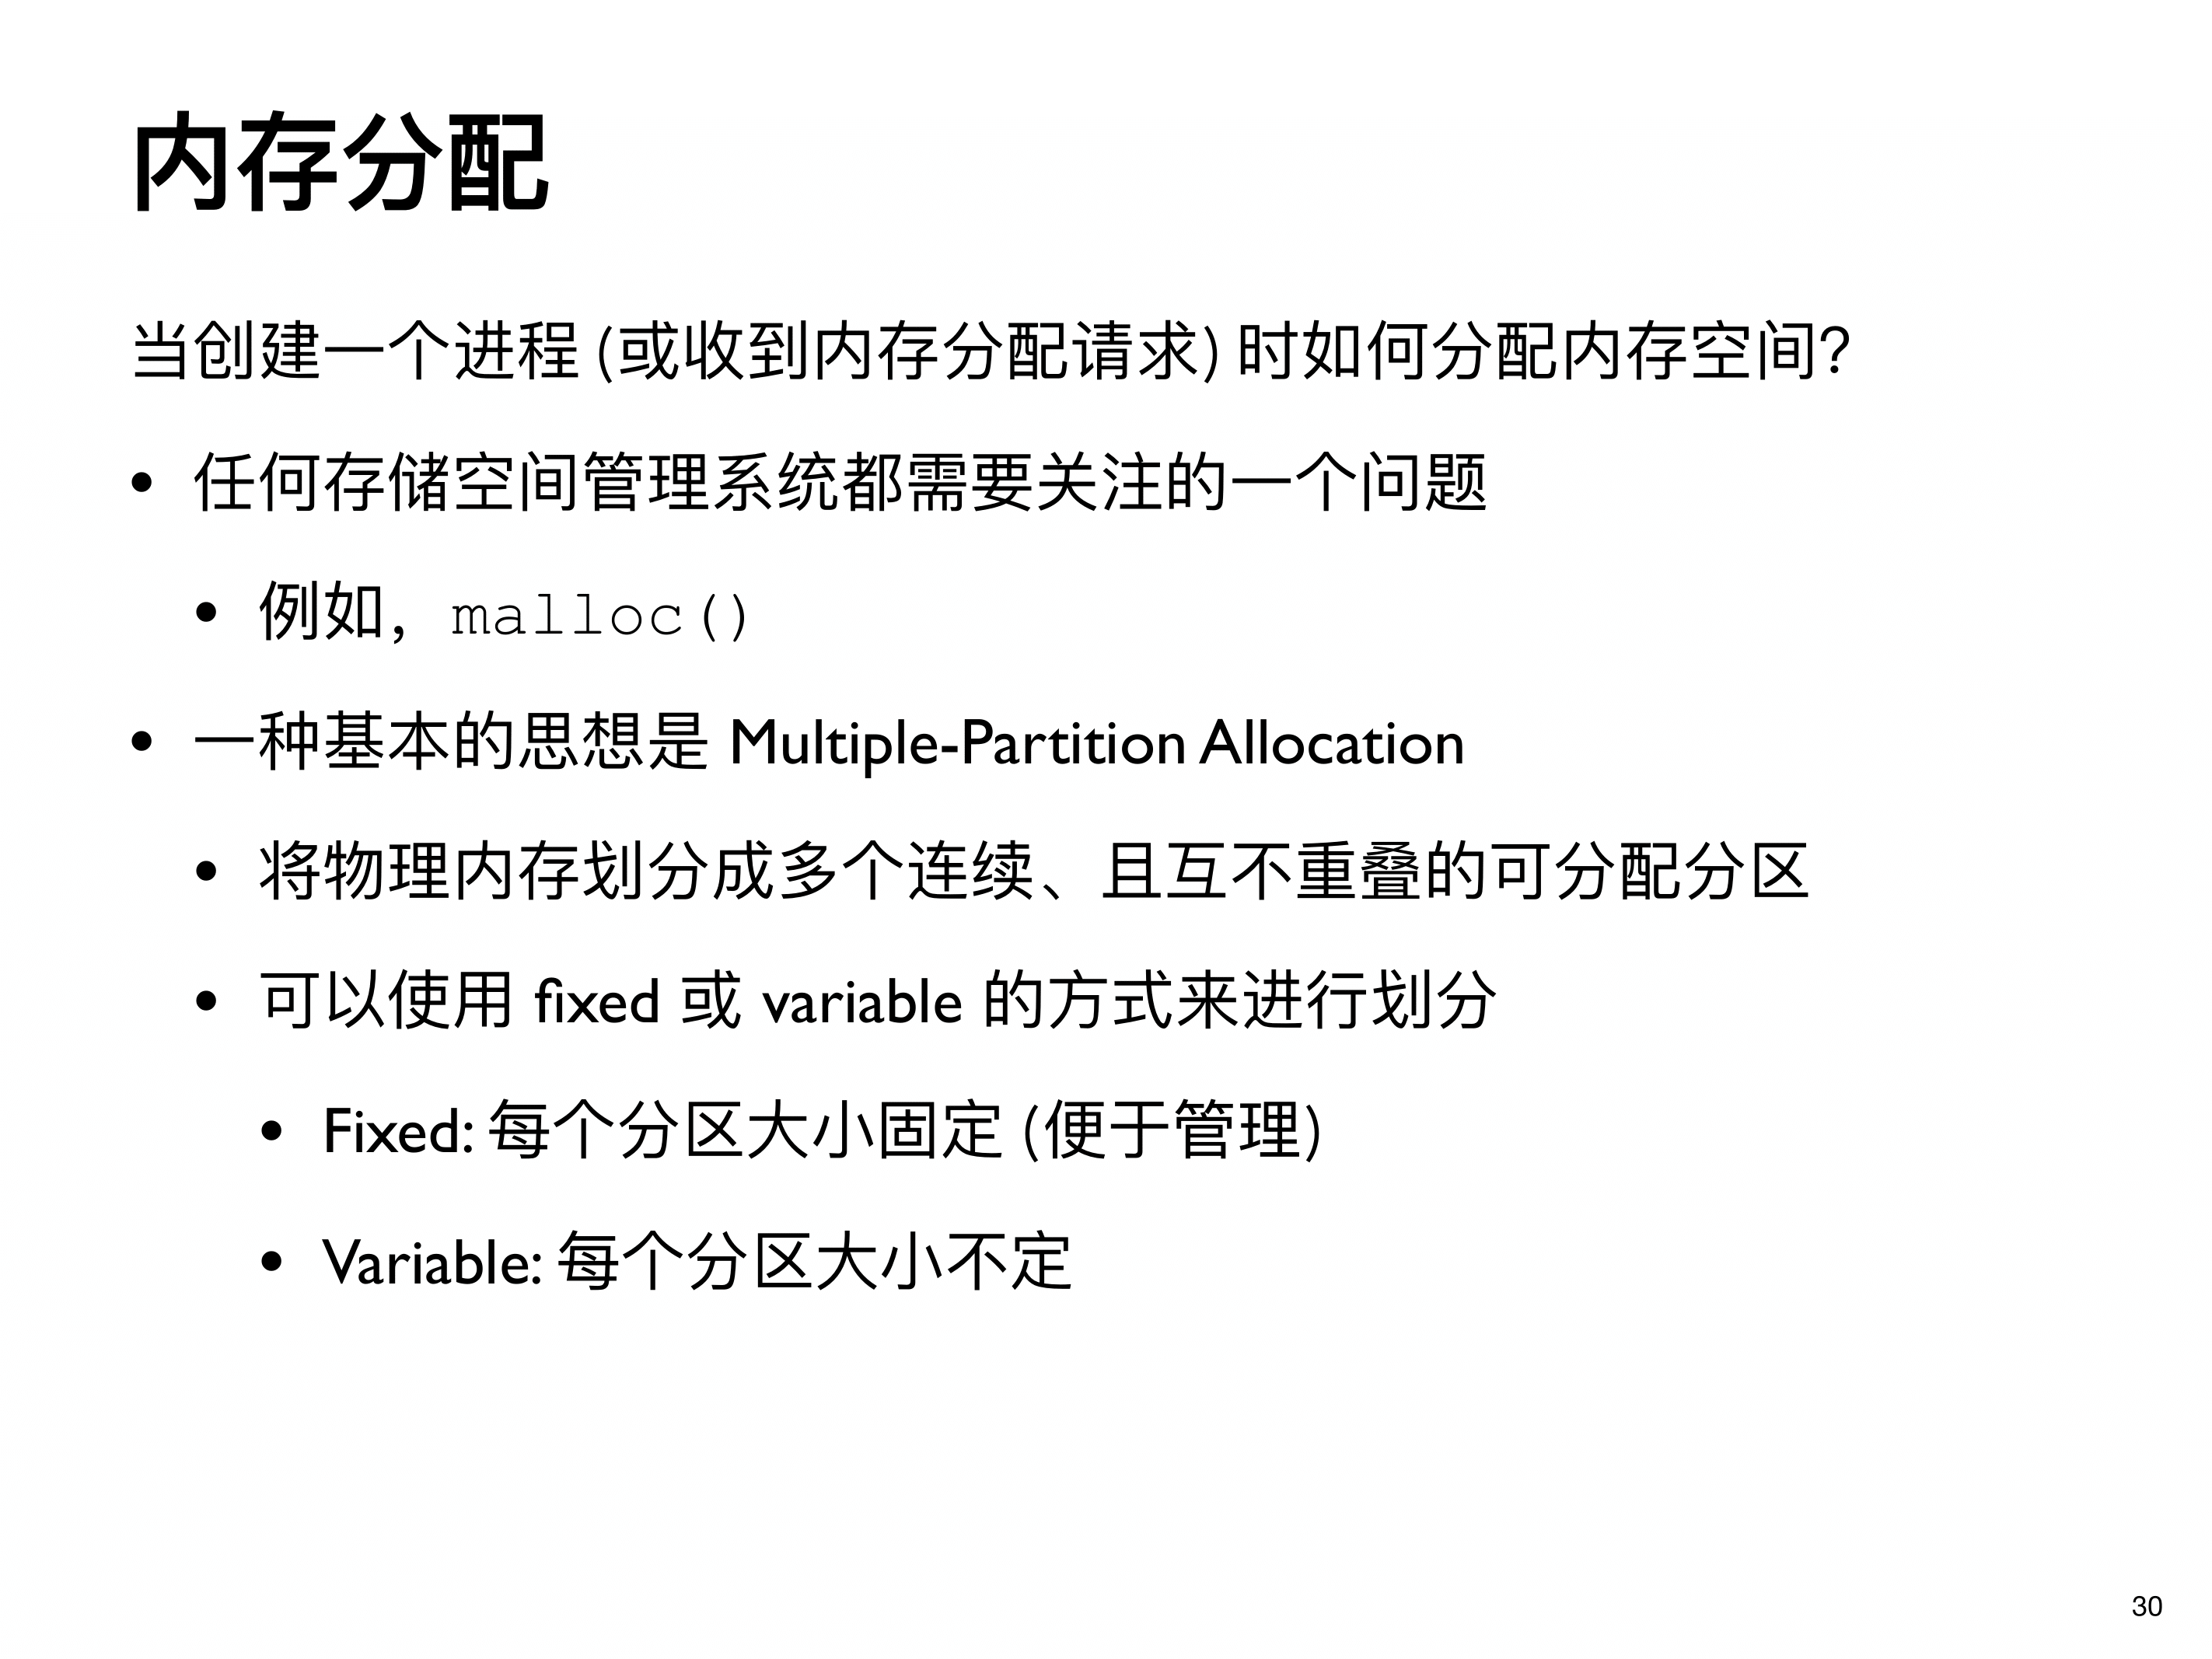 内存分配
当创建一个进程 (或收到内存分配请求) 时如何分配内存空间?
• 任何存储空间管理系统都需要关注的一个问题
• 例如，malloc()
• 一种基本的思想是 Multiple-Partition Allocation
• 将物理内存划分成多个连续、且互不重叠的可分配分区
• 可以使用 fixed 或 variable 的方式来进行划分
• Fixed: 每个分区大小固定 (便于管理)
• Variable: 每个分区大小不定
30